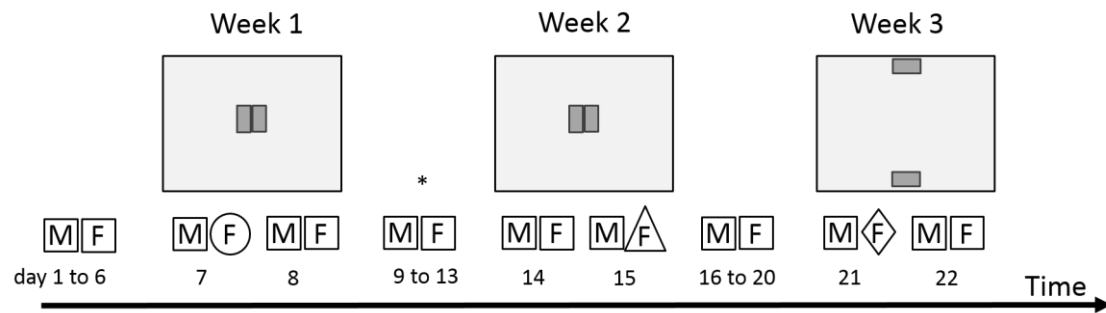 Week 1 Week 2 Week 3
*
M F M F M F M F M F M F M F M F M F
day 1 to 6 7 8 9 to 13 14 15 16 to 20 21 22 Time